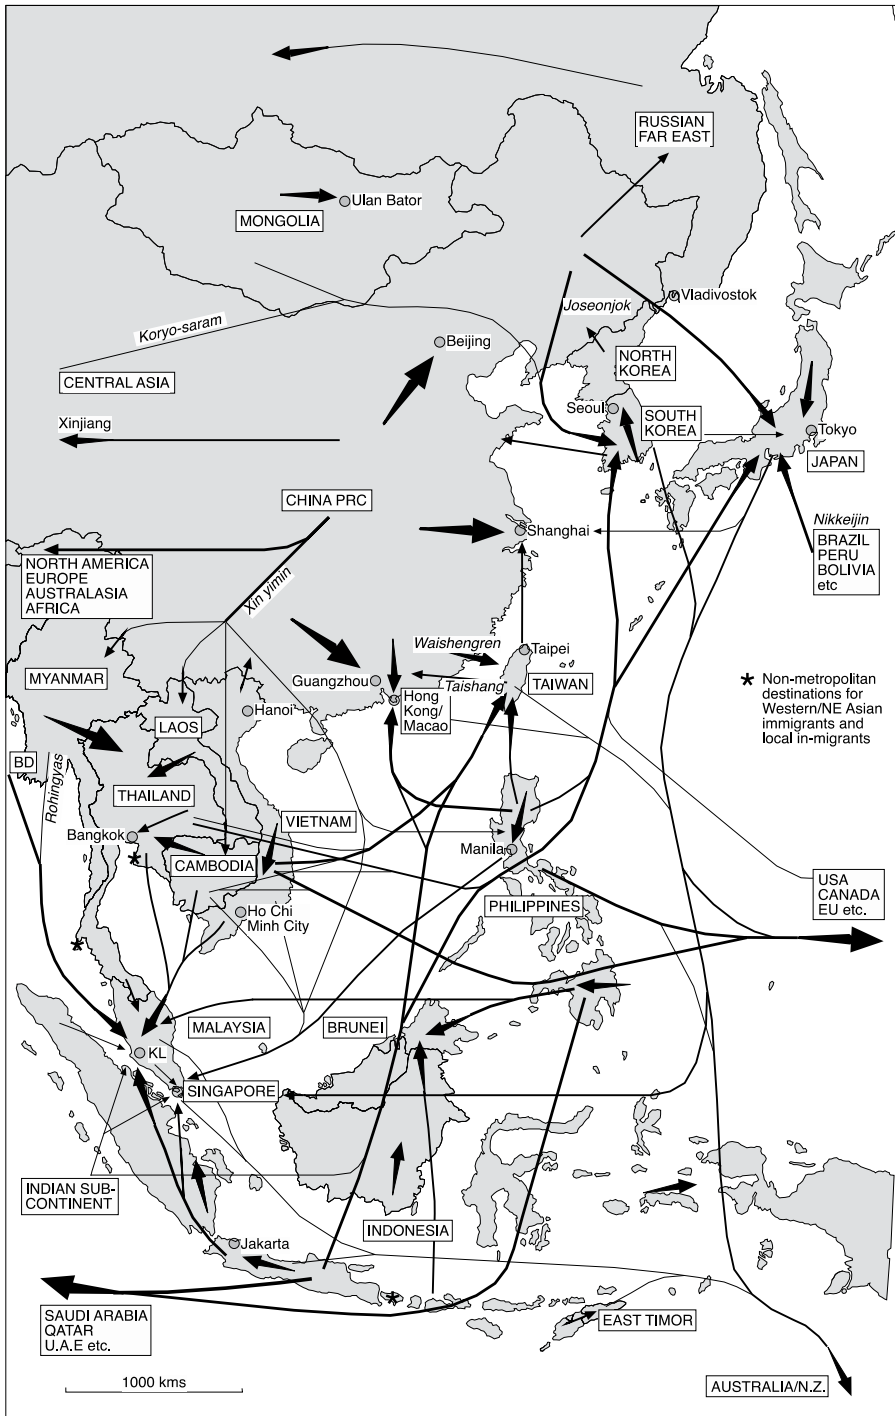 RUSSIAN
FAR EAST
Ulan Bator
MONGOLIA
Vladivostok
Joseonjok
Koryo-saram
Beijing
NORTH
KOREA
CENTRAL ASIA
Seoul
SOUTH
KOREA
Xinjiang
Tokyo
JAPAN
CHINA PRC
Nikkeijin
Shanghai
BRAZIL
PERU
BOLIVIA
etc
NORTH AMERICA
EUROPE
AUSTRALASIA
AFRICA
Xin yimin
Waishengren
Taipei
MYANMAR
Guangzhou
Taishang
TAIWAN
* Non-metropolitan
destinations for
Western/NE Asian
immigrants and
local in-migrants
Hong
Kong/
Macao
Hanoi
LAOS
BD
Rohingyas
THAILAND
VIETNAM
Bangkok
*
CAMBODIA
Manila
USA
CANADA
EU etc.
PHILIPPINES
Ho Chi
Minh City
*
MALAYSIA
BRUNEI
KL
SINGAPORE
INDIAN SUB-
CONTINENT
INDONESIA
Jakarta
*
SAUDI ARABIA
QATAR
U.A.E etc.
EAST TIMOR
1000 kms
AUSTRALIA/N.Z.